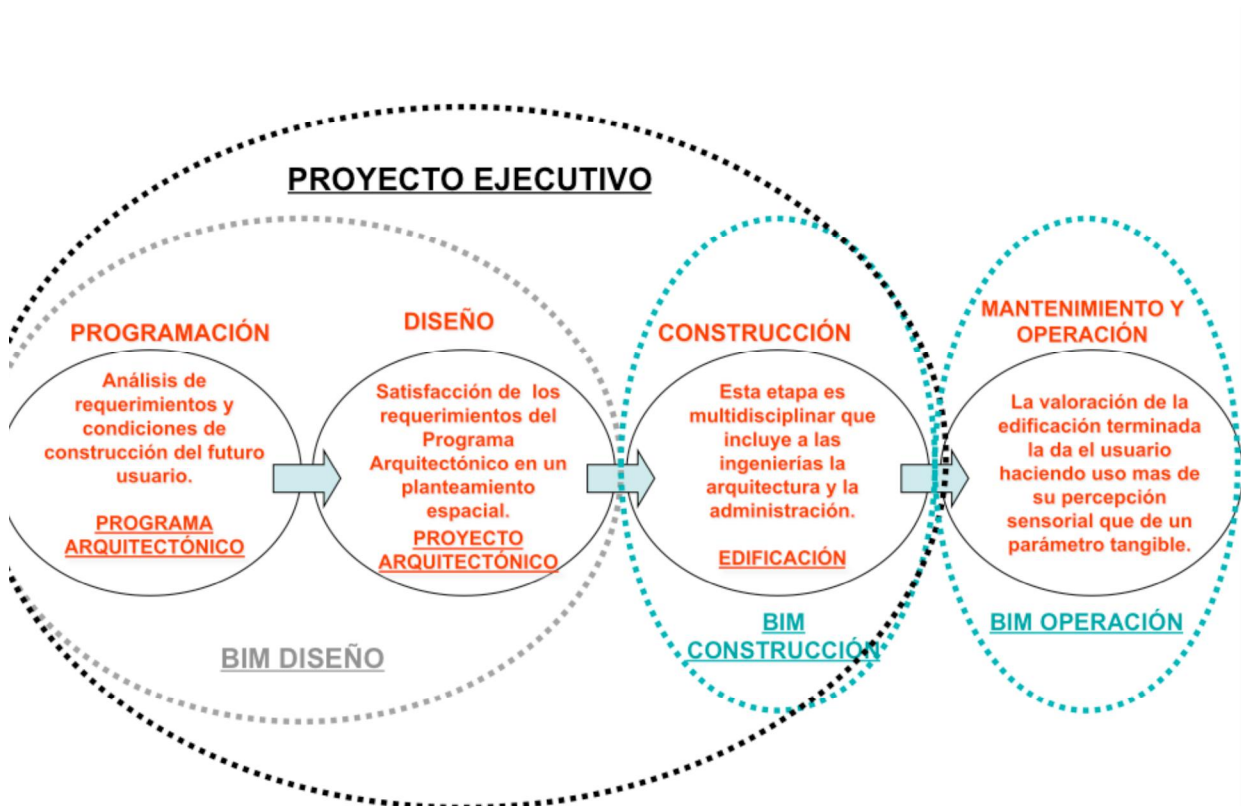 PROYECTO EJECUTIVO
PROGRAMACIÓN
Análisis de
requerimientos y
condiciones de
construcción del futuro
usuario.
PROGRAMA
ARQUITECTÓNICO
DISEÑO
Satisfacción de los
requerimientos del
Programa
Arquitectónico en un
planteamiento
espacial.
PROYECTO
ARQUITECTÓNICO
BIM DISEÑO
CONSTRUCCIÓN
Esta etapa es
multidisciplinar que
incluye a las
ingenierías la
arquitectura y la
administración.
EDIFICACIÓN
BIM
CONSTRUCCIÓN
MANTENIMIENTO Y
OPERACIÓN
La valoración de la
edificación terminada
la da el usuario
haciendo uso mas de
su percepción
sensorial que de un
parámetro tangible.
BIM OPERACIÓN